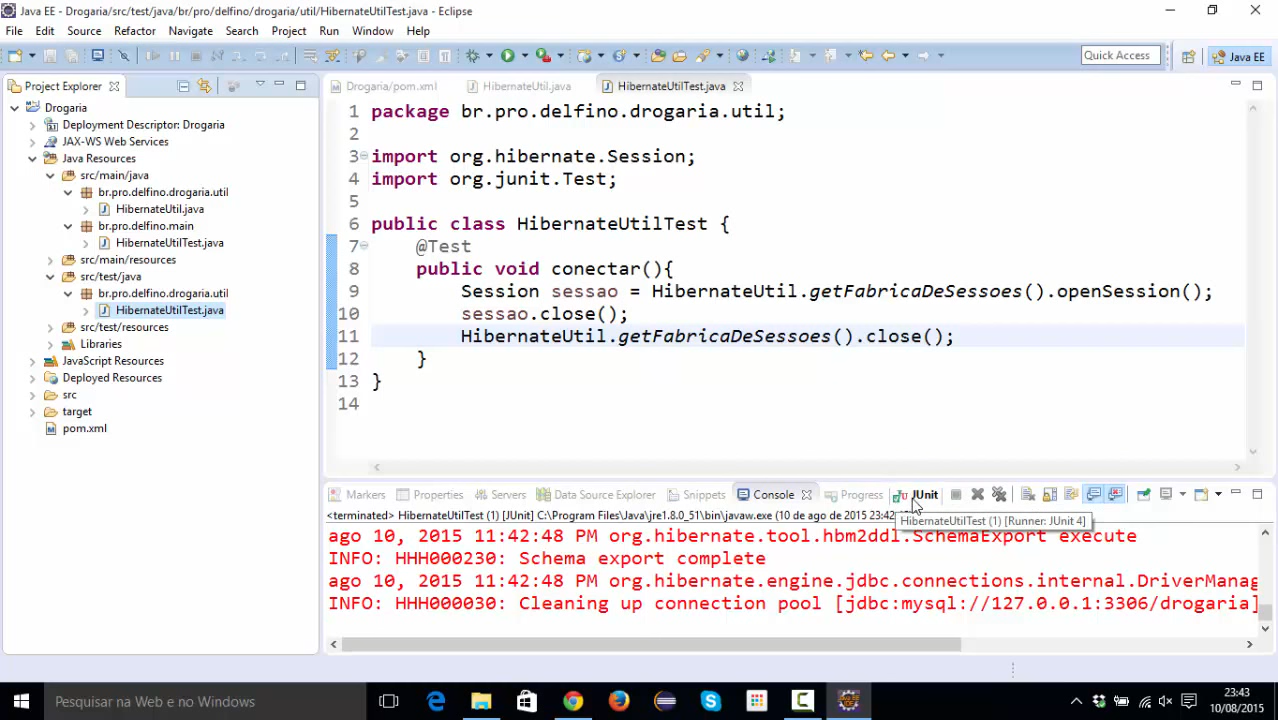 Java EE - Drogaria/src/test/java/br/pro/delfino/drogaria/util/HibernateUtilTest.java - Eclipse
File Edit Source Refactor Navigate Search Project Run Window Help
Quick Access
Java EE
Project Explorer
Drogaria
Deployment Descriptor: Drogaria
JAX-WS Web Services
Java Resources
src/main/java
br.pro.delfino.drogaria.util
HibernateUtil.java
br.pro.delfino.main
HibernateUtilTest.java
src/main/resources
src/test/java
br.pro.delfino.drogaria.util
HibernateUtilTest.java
src/test/resources
Libraries
JavaScript Resources
Deployed Resources
src
target
pom.xml
Drogaria/pom.xml HibernateUtil.java HibernateUtilTest.java
1 package br.pro.delfino.drogaria.util;
2
3 import org.hibernate.Session;
4 import org.junit.Test;
5
6 public class HibernateUtilTest {
7 @Test
8 public void conectar(){
9 Session sessao = HibernateUtil.getFabricaDeSessoes().openSession();
10 sessao.close();
11 HibernateUtil.getFabricaDeSessoes().close();
12 }
13 }
14
Markers Properties Servers Data Source Explorer Snippets Console Progress JUnit
<terminated> HibernateUtilTest (1) [JUnit] C:\Program Files\Java\jre1.8.0_51\bin\javaw.exe (10 de ago de 2015 23:42
HibernateUtilTest (1) [Runner: JUnit 4]
ago 10, 2015 11:42:48 PM org.hibernate.tool.hbm2ddl.SchemaExport execute
INFO: HHH000230: Schema export complete
ago 10, 2015 11:42:48 PM org.hibernate.engine.jdbc.connections.internal.DriverManag
INFO: HHH000030: Cleaning up connection pool [jdbc:mysql://127.0.0.1:3306/drogaria]
Pesquisar na Web e no Windows
23:43
10/08/2015